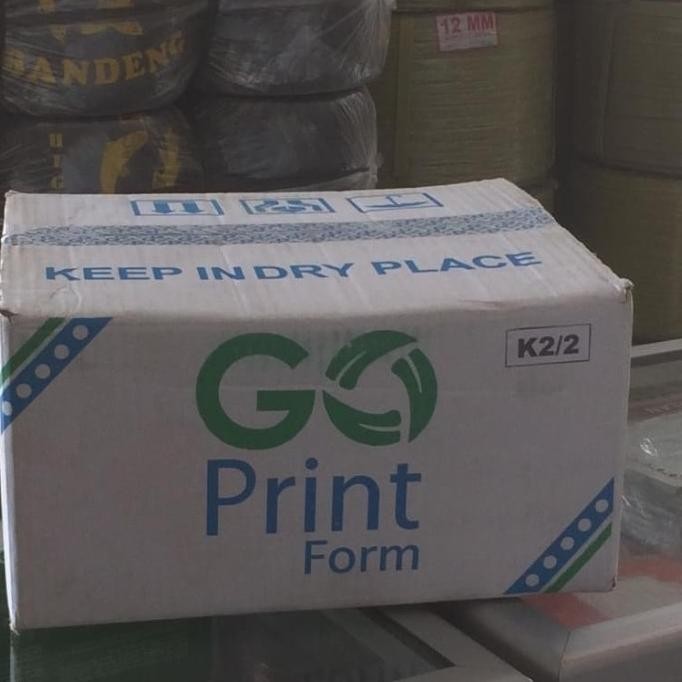 BANDENG
12 MM
KEEP IN DRY PLACE
GO
K2/2
Print
Form